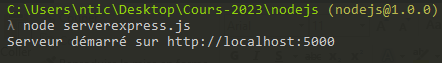 C:\Users\ntic\Desktop\Cours-2023\nodejs (nodejs@1.0.0)
λ node serverexpress.js
Serveur démarré sur http://localhost:5000